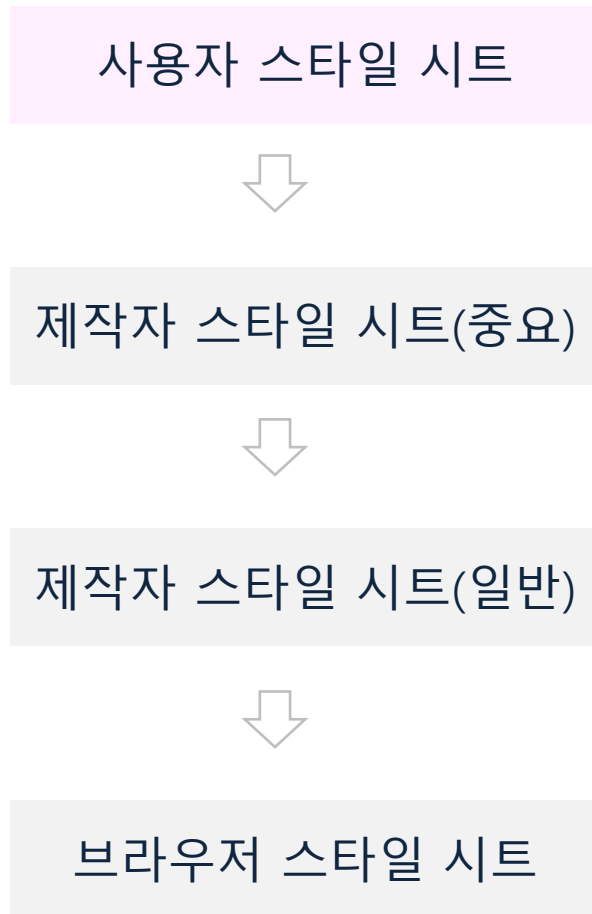 사용자 스타일 시트
제작자 스타일 시트(중요)
제작자 스타일 시트(일반)
브라우저 스타일 시트